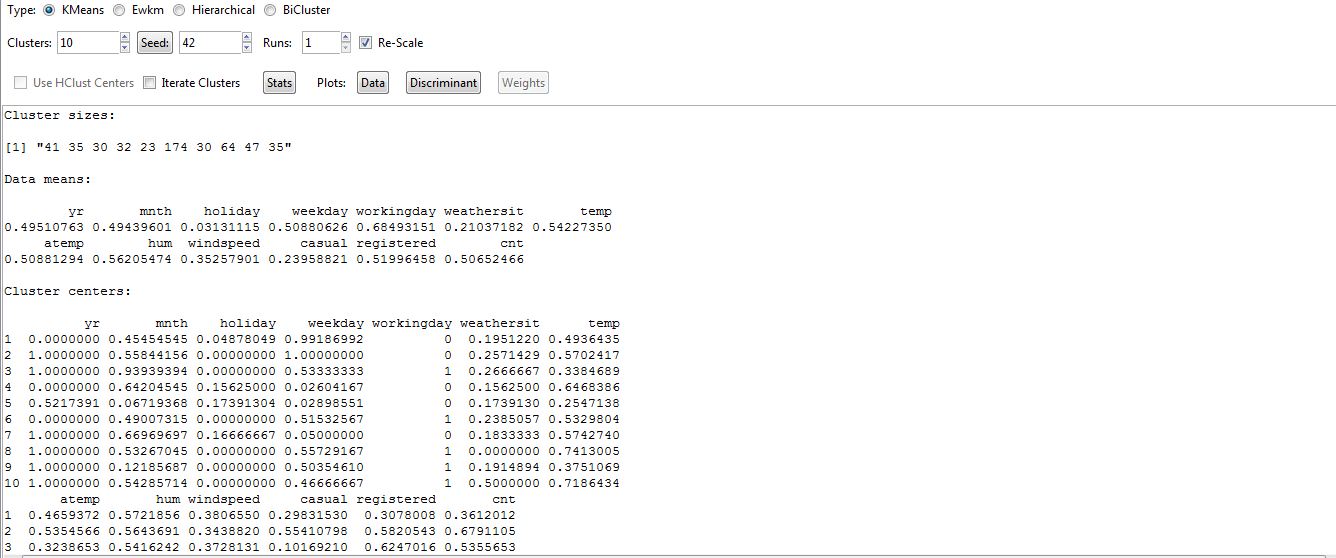 Type: KMeans Ewkm Hierarchical BiCluster
Clusters: 10 Seed: 42 Runs: 1 Re-Scale
Use HClust Centers Iterate Clusters Stats Plots: Data Discriminant Weights
Cluster sizes:
[1] "41 35 30 32 23 174 30 64 47 35"
Data means:
yr mnth holiday weekday workingday weathersit temp
0.49510763 0.49439601 0.03131115 0.50880626 0.68493151 0.21037182 0.54227350
atemp hum windspeed casual registered cnt
0.50881294 0.56205474 0.35257901 0.23958821 0.51996458 0.50652466
Cluster centers:
yr mnth holiday weekday workingday weathersit temp
1 0.0000000 0.45454545 0.04878049 0.99186992 0 0.1951220 0.4936435
2 1.0000000 0.55844156 0.00000000 1.00000000 0 0.2571429 0.5702417
3 1.0000000 0.93939394 0.00000000 0.53333333 1 0.2666667 0.3384689
4 0.0000000 0.64204545 0.15625000 0.02604167 0 0.1562500 0.6468386
5 0.5217391 0.06719368 0.17391304 0.02898551 0 0.1739130 0.2547138
6 0.0000000 0.49007315 0.00000000 0.51532567 1 0.2385057 0.5329804
7 1.0000000 0.66969697 0.16666667 0.05000000 0 0.1833333 0.5742740
8 1.0000000 0.53267045 0.00000000 0.55729167 1 0.0000000 0.7413005
9 1.0000000 0.12185687 0.00000000 0.50354610 1 0.1914894 0.3751069
10 1.0000000 0.54285714 0.00000000 0.46666667 1 0.5000000 0.7186434
atemp hum windspeed casual registered cnt
1 0.4659372 0.5721856 0.3806550 0.29831530 0.3078008 0.3612012
2 0.5354566 0.5643691 0.3438820 0.55410798 0.5820543 0.6791105
3 0.3238653 0.5416242 0.3728131 0.10169210 0.6247016 0.5355653